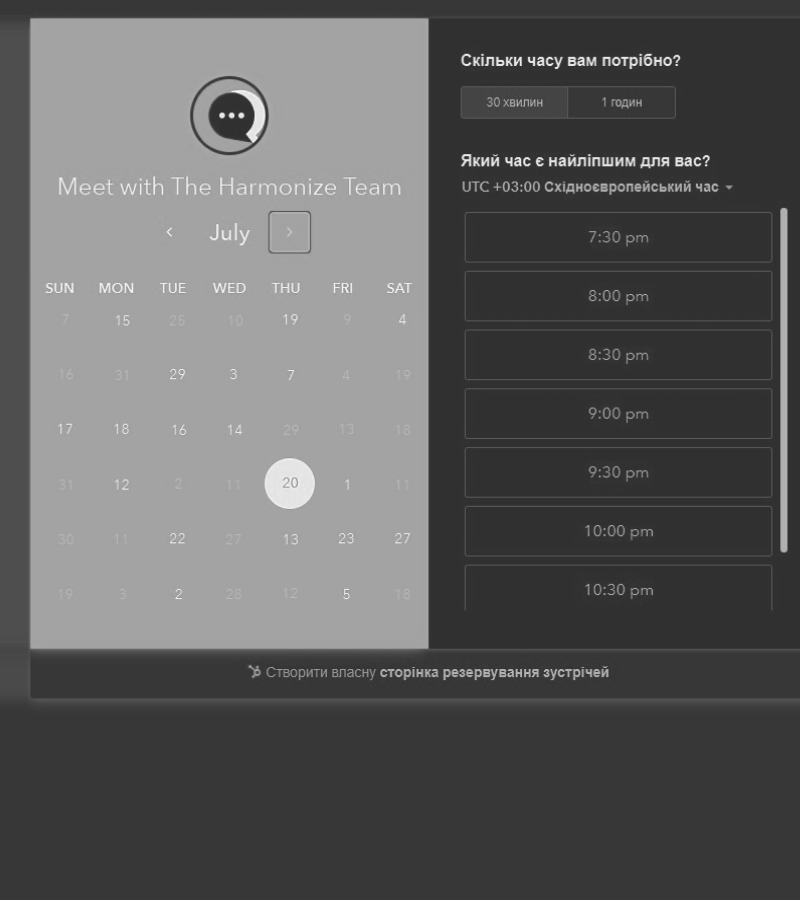 Meet with The Harmonize Team
July
SUN MON TUE WED THU FRI SAT
7 15 25 10 19 9 4
16 31 29 3 7 4 19
17 18 16 14 29 13 18
31 12 2 11 20 1 11
30 11 22 27 13 23 27
19 3 2 28 12 5 18
Скільки часу вам потрібно?
30 хвилин 1 годин
Який час є найліпшим для вас?
UTC +03:00 Східноєвропейський час
7:30 pm
8:00 pm
8:30 pm
9:00 pm
9:30 pm
10:00 pm
10:30 pm
Створити власну сторінка резервування зустрічей